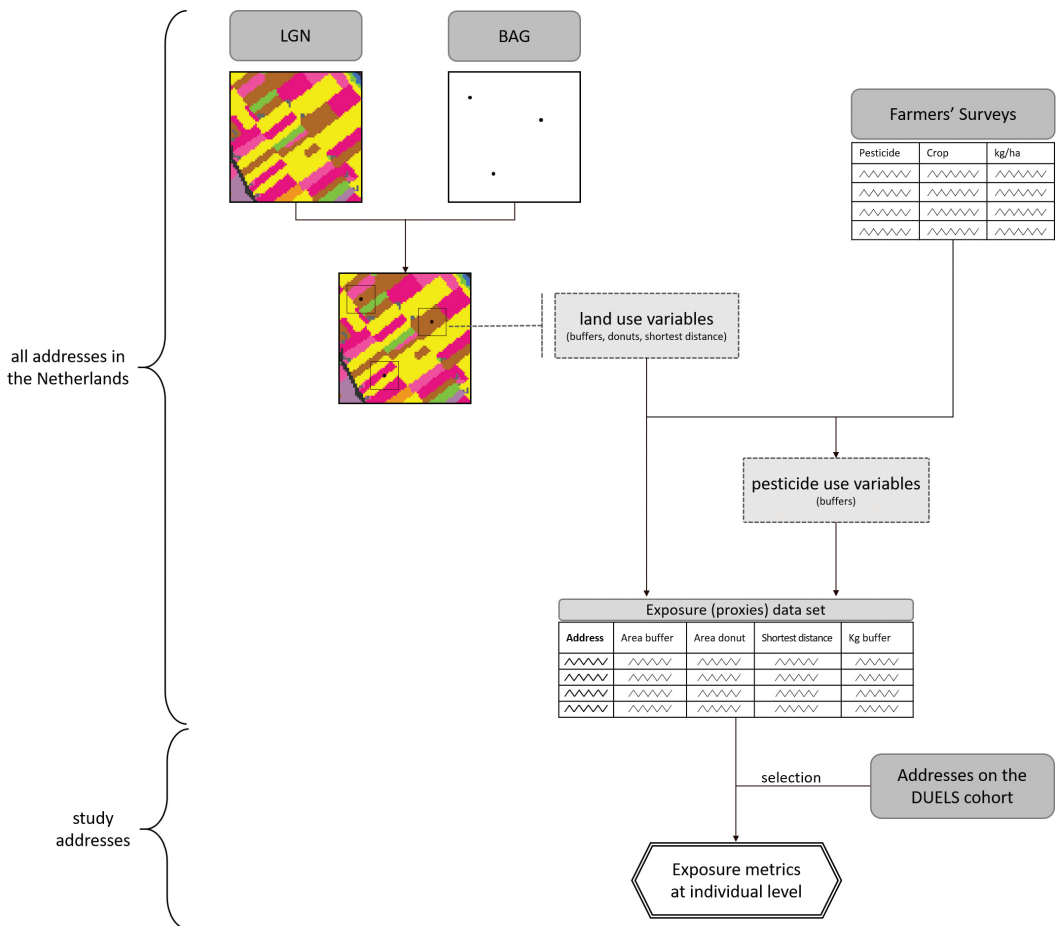 LGN
BAG
Farmers' Surveys
Pesticide Crop kg/ha
all addresses in
the Netherlands
land use variables
(buffers, donuts, shortest distance)
pesticide use variables
(buffers)
Exposure (proxies) data set
Address Area buffer Area donut Shortest distance Kg buffer
selection
Addresses on the
DUELS cohort
study
addresses
Exposure metrics
at individual level